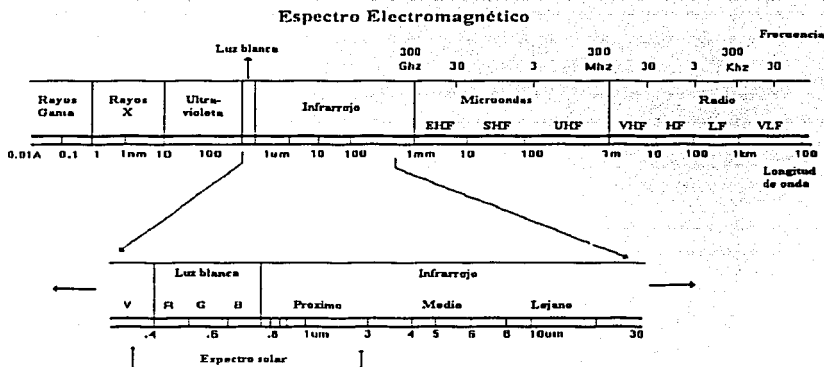 Espectro Electromagnético
Luz blanca
Frecuencia
300 Ghz 30 3 300 Mhz 30 3 300 Khz 30
Rayos Gama Rayos X Ultra-violeta Infrarrojo Microondas Radio
EHF SHF UHF VHF HF LF VLF
0.01A 0.1 1 1nm 10 100 1um 10 100 1mm 10 100 1m 10 100 1km 100
Longitud de onda
Luz blanca Infrarrojo
V R G B Proximo Medio Lejano
.4 .6 .8 1um 3 4 5 6 8 10um 30
Espectro solar